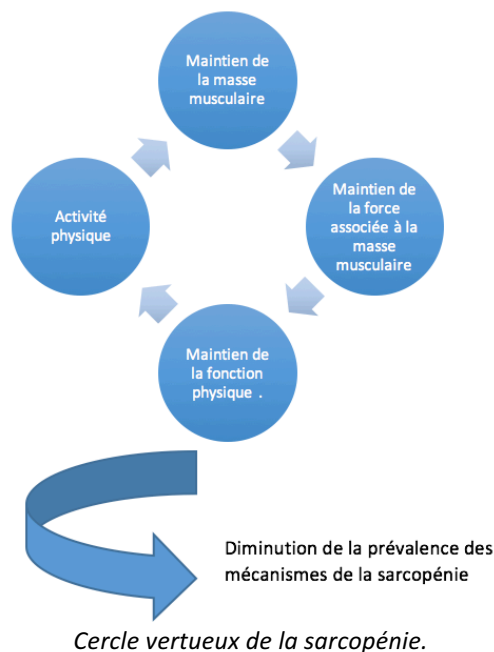 Maintien de
la masse
musculaire
Maintien de
la force
associée à la
masse
musculaire
Maintien de
la fonction
physique .
Activité
physique
Diminution de la prévalence des
mécanismes de la sarcopénie
Cercle vertueux de la sarcopénie.